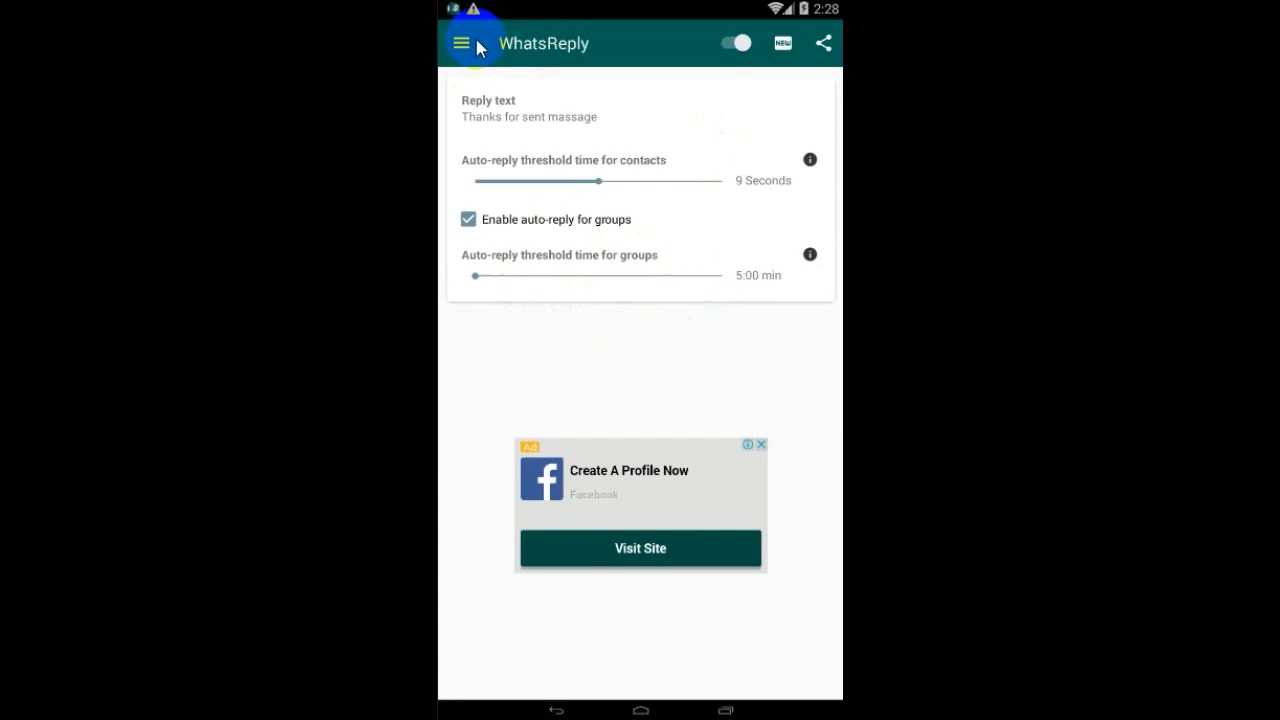 2:28
WhatsReply
NEW
Reply text
Thanks for sent massage
Auto-reply threshold time for contacts
9 Seconds
Enable auto-reply for groups
Auto-reply threshold time for groups
5:00 min
Ad
Create A Profile Now
Facebook
Visit Site